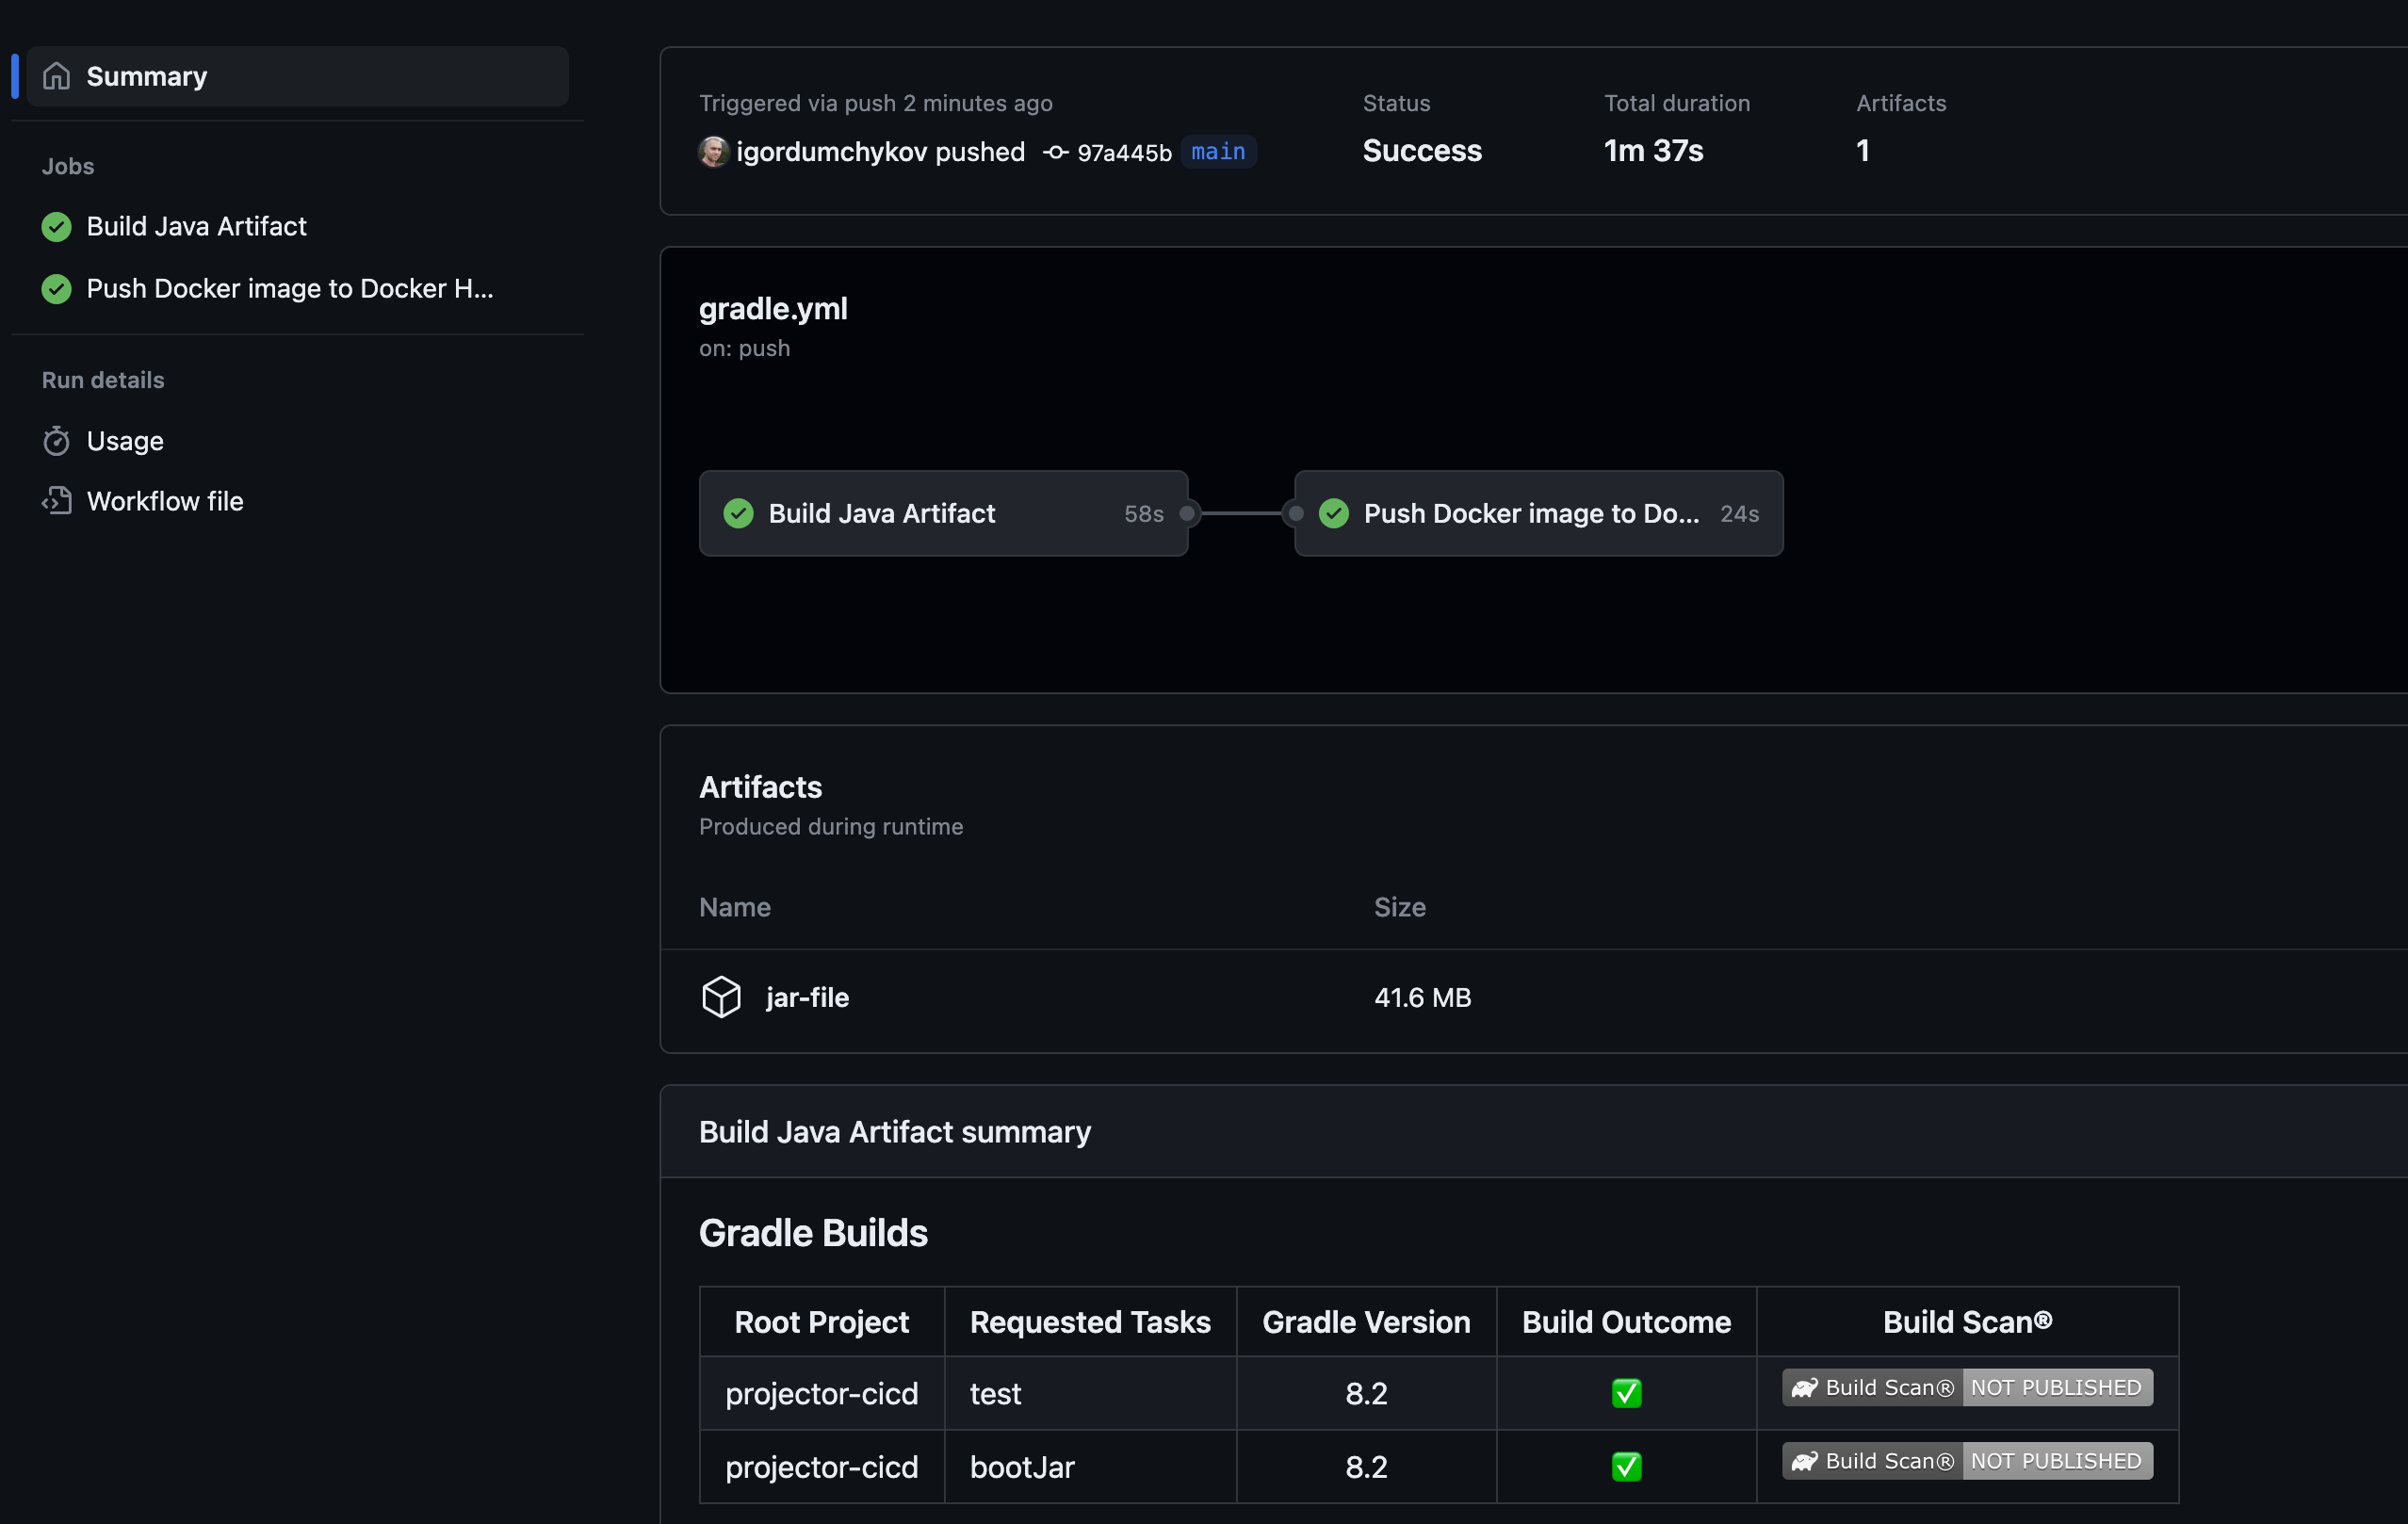 Summary
Jobs
Build Java Artifact
Push Docker image to Docker H...
Run details
Usage
Workflow file
Triggered via push 2 minutes ago
igordumchykov pushed 97a445b main
Status
Success
Total duration
1m 37s
Artifacts
1
gradle.yml
on: push
Build Java Artifact 58s
Push Docker image to Do... 24s
Artifacts
Produced during runtime
Name Size
jar-file 41.6 MB
Build Java Artifact summary
Gradle Builds
Root Project Requested Tasks Gradle Version Build Outcome Build Scan®
projector-cicd test 8.2 ✅ Build Scan® NOT PUBLISHED
projector-cicd bootJar 8.2 ✅ Build Scan® NOT PUBLISHED